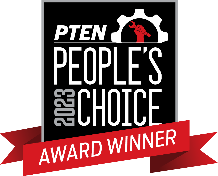 PTEN
PEOPLE'S
2023 CHOICE
AWARD WINNER